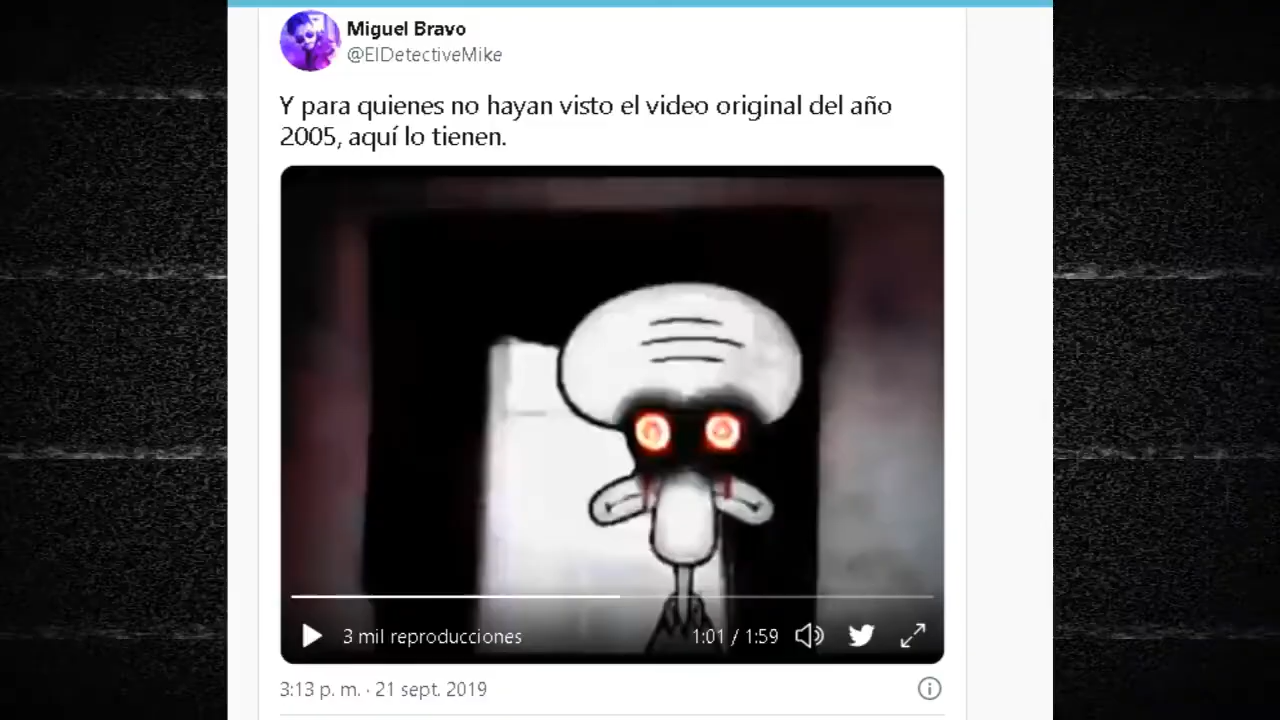 Miguel Bravo
@ElDetectiveMike
Y para quienes no hayan visto el video original del año
2005, aquí lo tienen.
3 mil reproducciones
1:01 / 1:59
3:13 p. m. · 21 sept. 2019